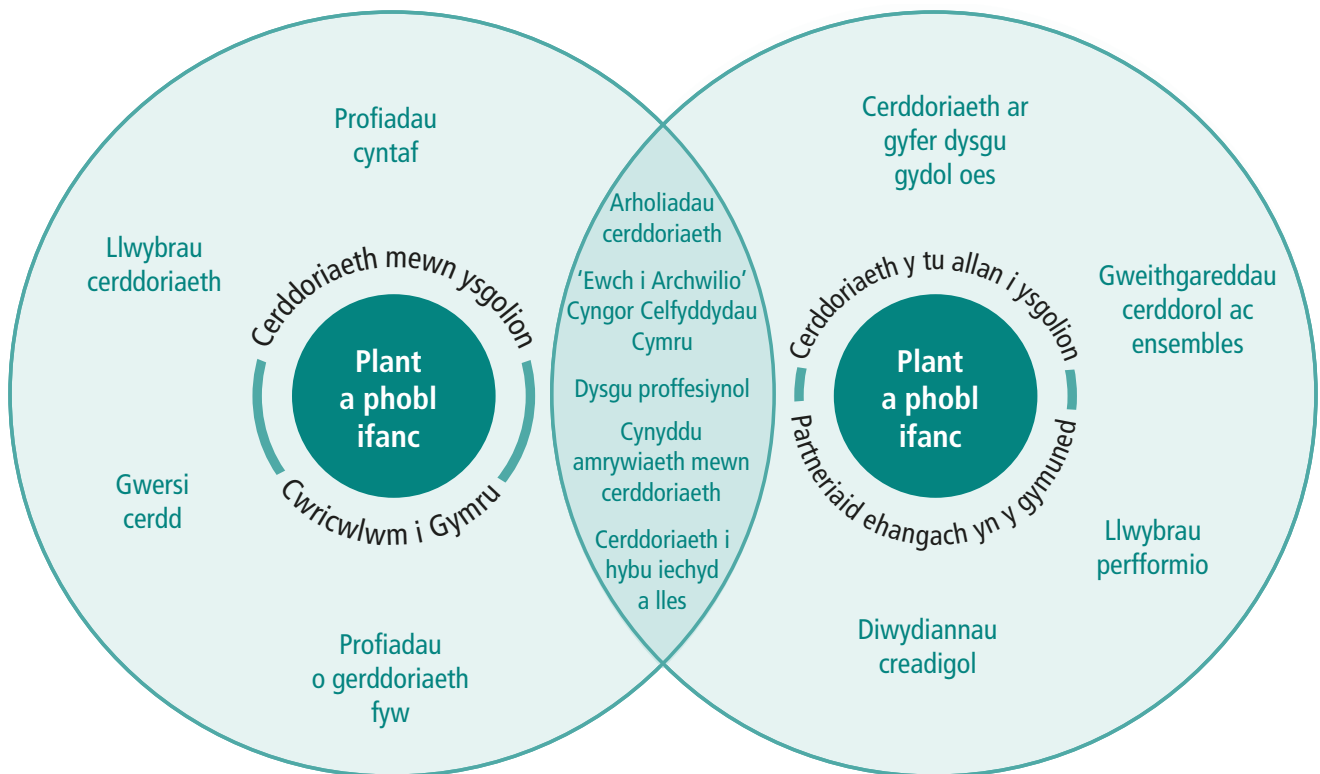 Profiadau
cyntaf
Llwybrau
cerddoriaeth
Cerddoriaeth mewn ysgolion
Plant
a phobl
ifanc
Cwricwlwm i Gymru
Gwersi
cerdd
Profiadau
o gerddoriaeth
fyw
Arholiadau
cerddoriaeth
‘Ewch i Archwilio’
Cyngor Celfyddydau
Cymru
Dysgu proffesiynol
Cynyddu
amrywiaeth mewn
cerddoriaeth
Cerddoriaeth i
hybu iechyd
a lles
Cerddoriaeth ar
gyfer dysgu
gydol oes
Cerddoriaeth y tu allan i ysgolion
Plant
a phobl
ifanc
Partneriaid ehangach yn y gymuned
Gweithgareddau
cerddorol ac
ensembles
Llwybrau
perfformio
Diwydiannau
creadigol